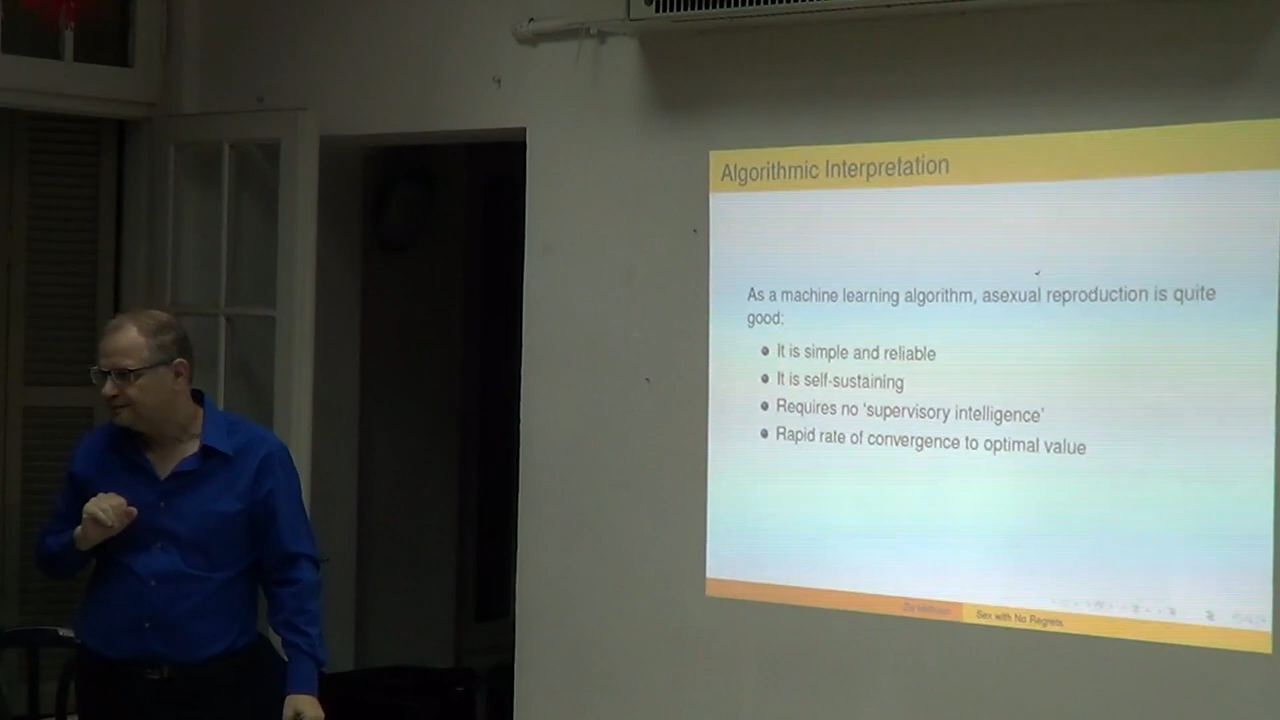 Algorithmic Interpretation
As a machine learning algorithm, asexual reproduction is quite
good:
It is simple and reliable
It is self-sustaining
Requires no 'supervisory intelligence'
Rapid rate of convergence to optimal value
Sex with No Regrets